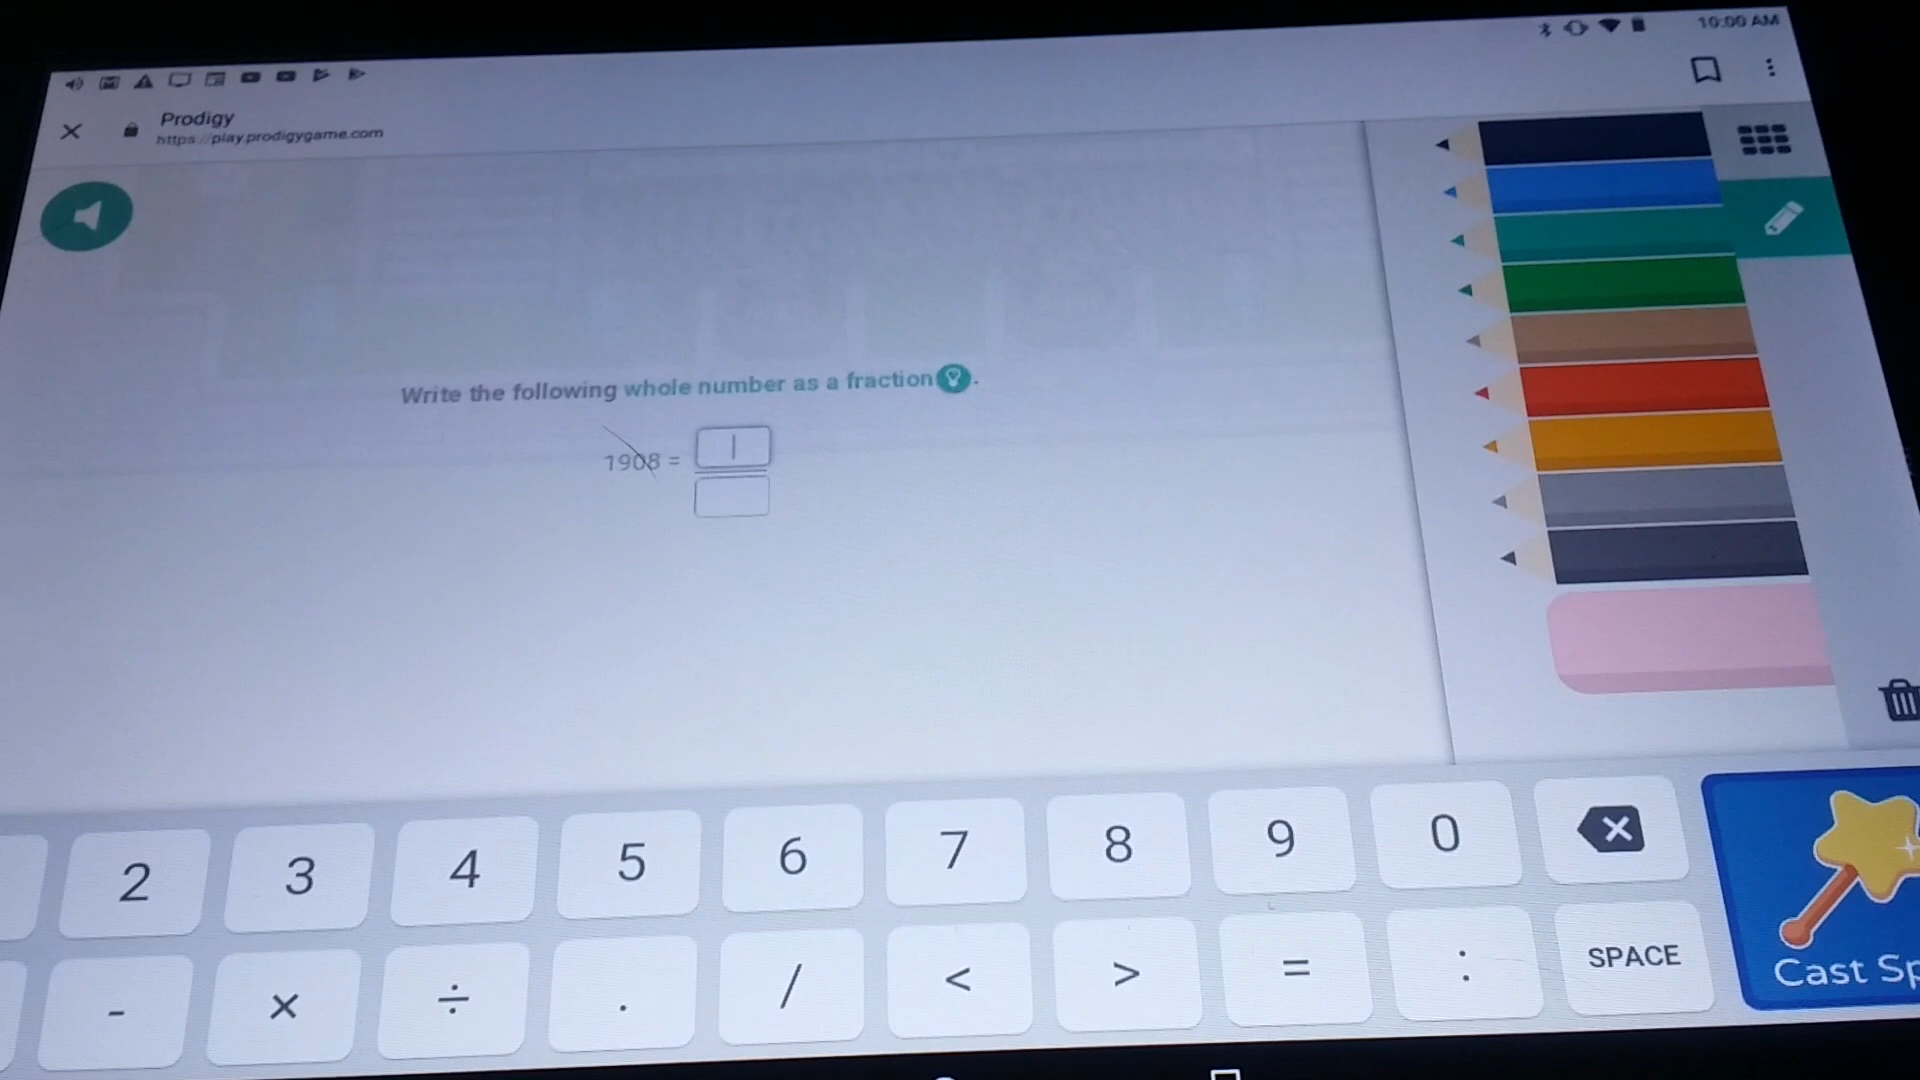 10:00 AM
Prodigy
https://play.prodigygame.com
Write the following whole number as a fraction.
1908 =
2 3 4 5 6 7 8 9 0
- × ÷ . / < > = : SPACE
Cast Sp